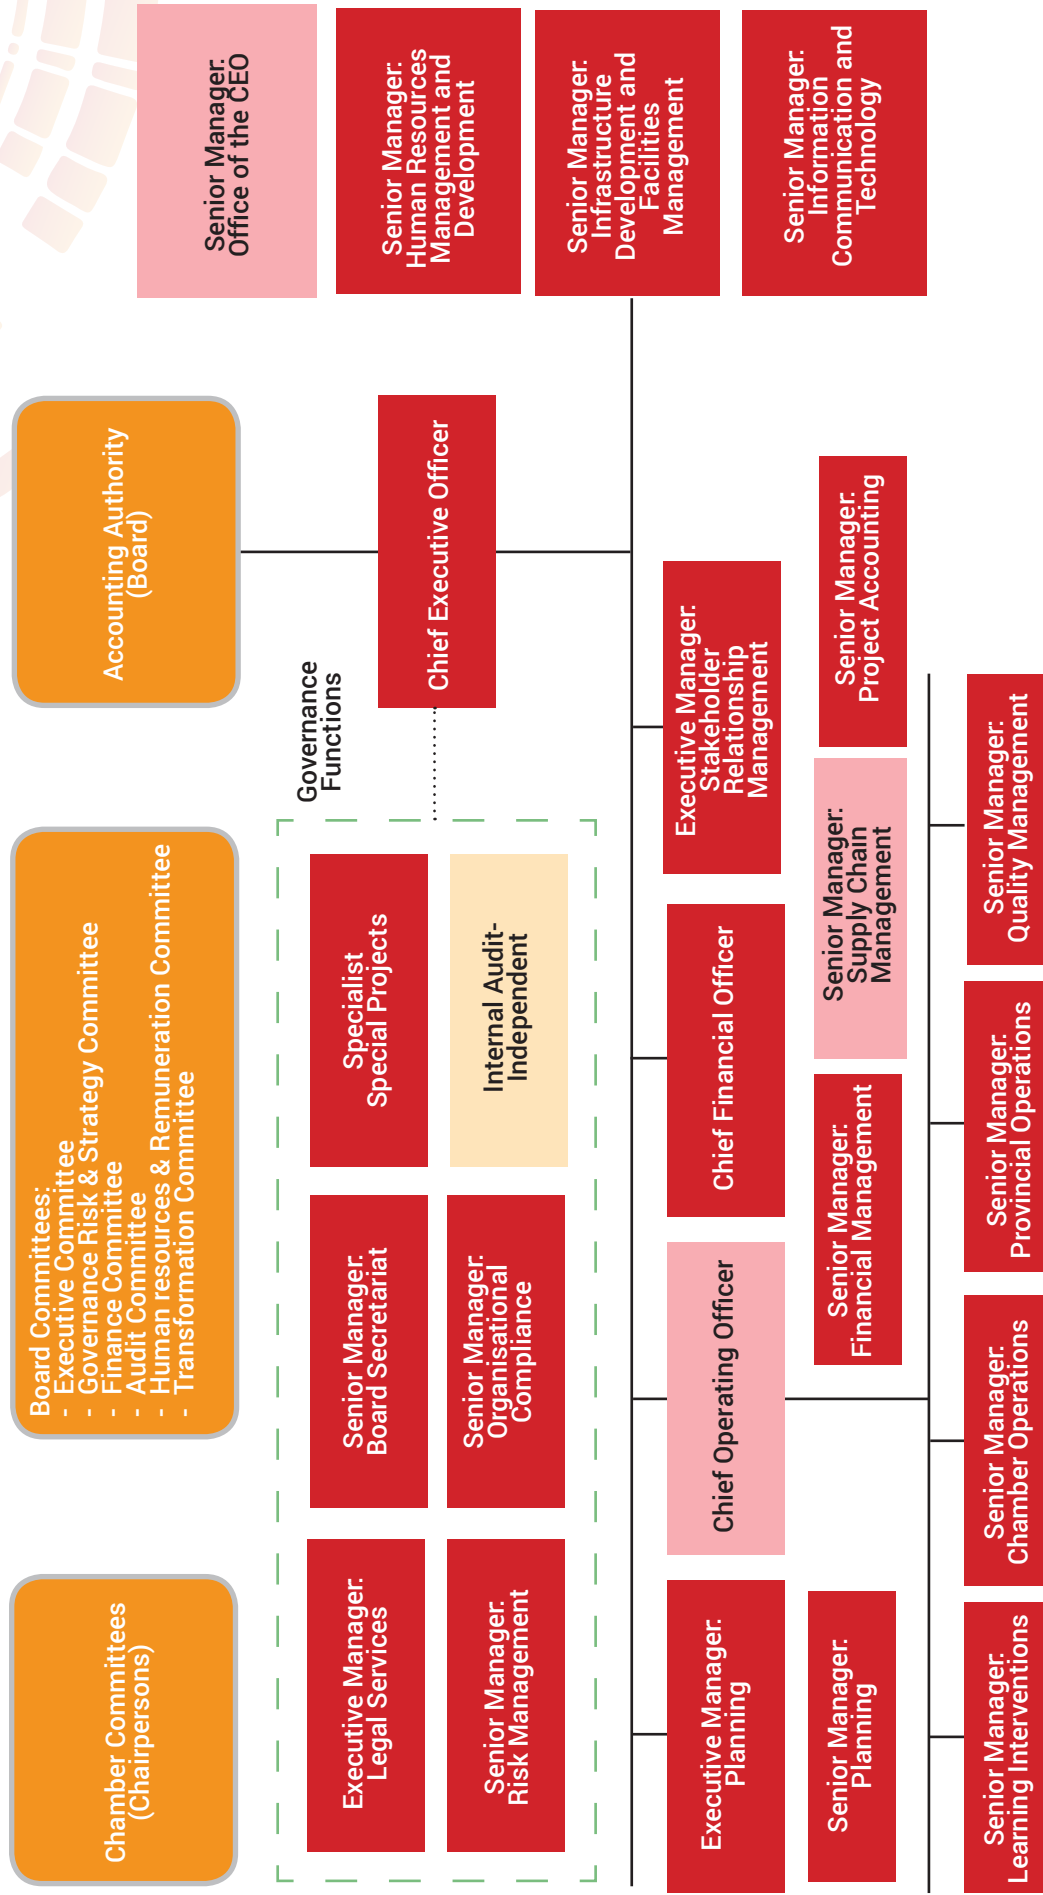 Chamber Committees
(Chairpersons)
Board Committees:
- Executive Committee
- Governance Risk & Strategy Committee
- Finance Committee
- Audit Committee
- Human resources & Remuneration Committee
- Transformation Committee
Accounting Authority
(Board)
Senior Manager:
Office of the CEO
Governance
Functions
Executive Manager:
Legal Services
Senior Manager:
Board Secretariat
Specialist
Special Projects
Chief Executive Officer
Senior Manager:
Human Resources
Management and
Development
Senior Manager:
Risk Management
Senior Manager:
Organisational
Compliance
Internal Audit-
Independent
Senior Manager:
Infrastructure
Development and
Facilities
Management
Executive Manager:
Planning
Chief Operating Officer
Chief Financial Officer
Executive Manager:
Stakeholder
Relationship
Management
Senior Manager:
Information
Communication and
Technology
Senior Manager:
Planning
Senior Manager:
Financial Management
Senior Manager:
Supply Chain
Management
Senior Manager:
Project Accounting
Senior Manager:
Learning Interventions
Senior Manager:
Chamber Operations
Senior Manager:
Provincial Operations
Senior Manager:
Quality Management